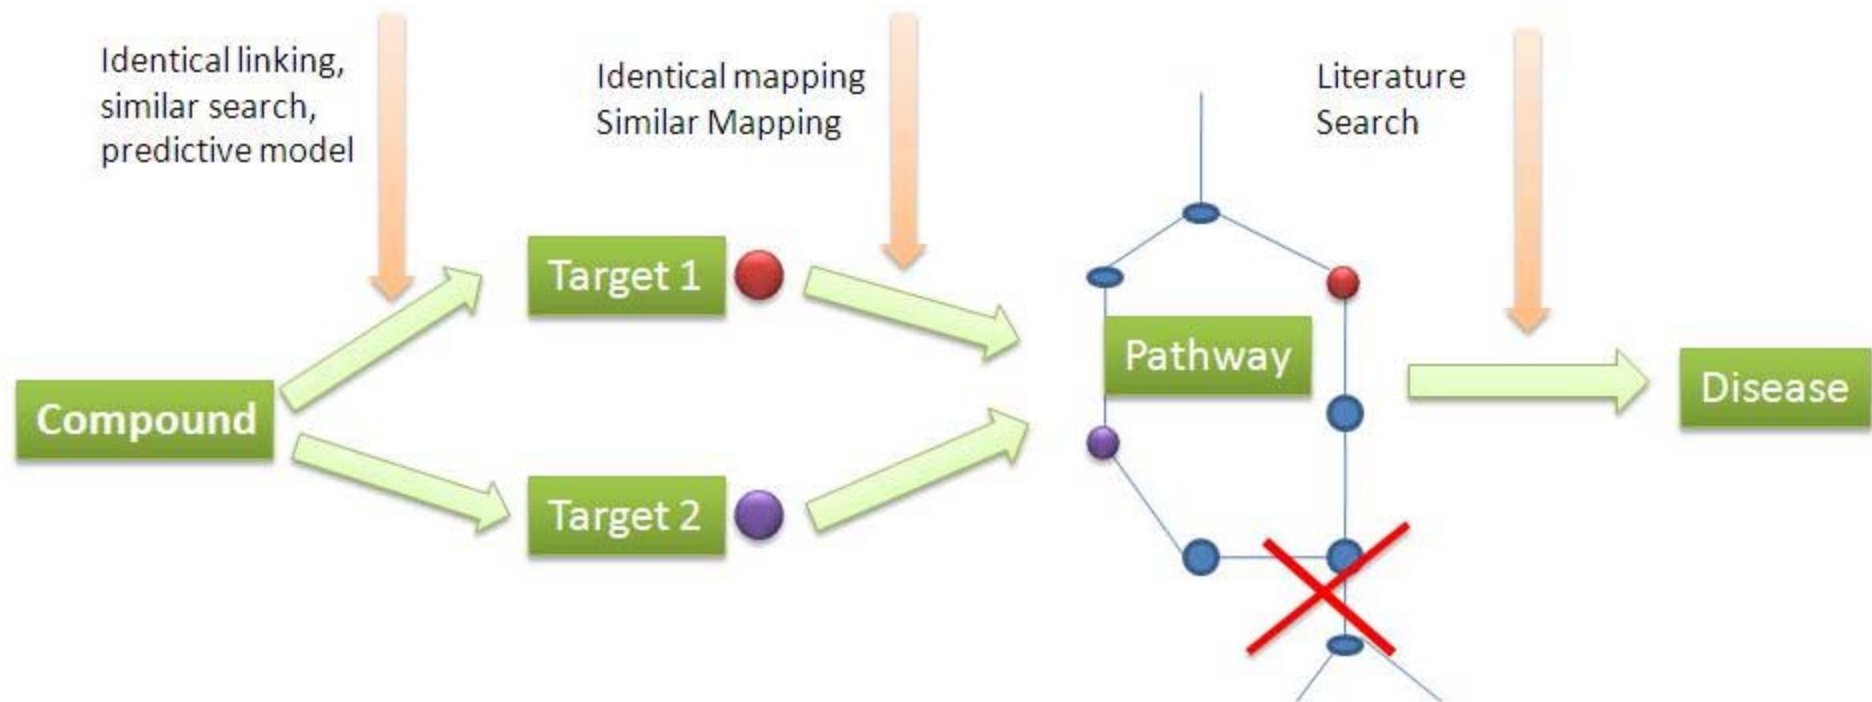 Identical linking,
similar search,
predictive model
Identical mapping
Similar Mapping
Literature
Search
Target 1
Pathway
Disease
Compound
Target 2